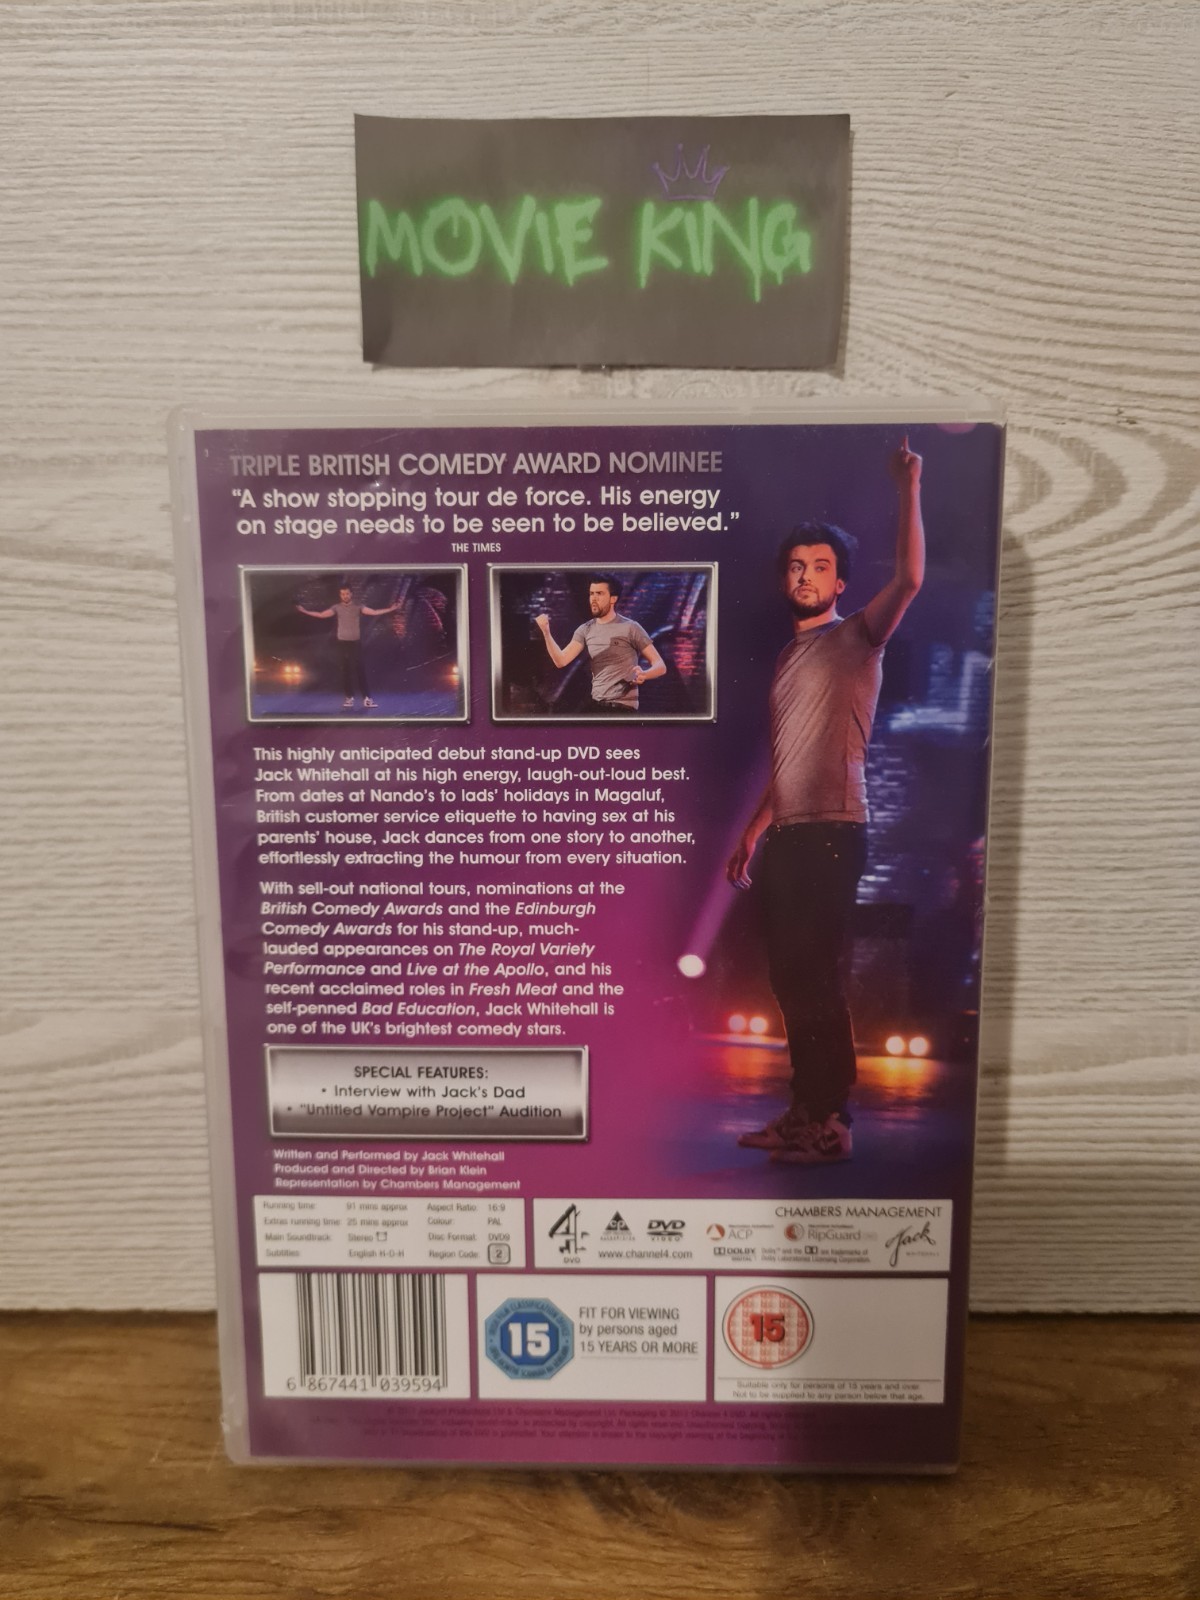 MOVIE KING
TRIPLE BRITISH COMEDY AWARD NOMINEE
“A show stopping tour de force. His energy
on stage needs to be seen to be believed.”
THE TIMES
This highly anticipated debut stand-up DVD sees
Jack Whitehall at his high energy, laugh-out-loud best.
From dates at Nando's to lads' holidays in Magaluf,
British customer service etiquette to having sex at his
parents' house, Jack dances from one story to another,
effortlessly extracting the humour from every situation.
With sell-out national tours, nominations at the
British Comedy Awards and the Edinburgh
Comedy Awards for his stand-up, much-
lauded appearances on The Royal Variety
Performance and Live at the Apollo, and his
recent acclaimed roles in Fresh Meat and the
self-penned Bad Education, Jack Whitehall is
one of the UK's brightest comedy stars.
SPECIAL FEATURES:
• Interview with Jack's Dad
• "Untitled Vampire Project" Audition
Written and Performed by Jack Whitehall
Produced and Directed by Brian Klein
Representation by Chambers Management
Running time: 91 mins approx Aspect Ratio: 16:9
Extras running time: 25 mins approx Colour: PAL
Main Soundtrack: Stereo Disc Format: DVD9
Subtitles: English H-O-H Region Code: 2
CHAMBERS MANAGEMENT
4 DVD
cp
DVD VIDEO
ACP
RipGuard
Jack
WHITEHALL
www.channel4.com
DOLBY DIGITAL
6 867441 039594
15
FIT FOR VIEWING
by persons aged
15 YEARS OR MORE
15
Suitable only for persons of 15 years and over.
Not to be supplied to any person below that age.